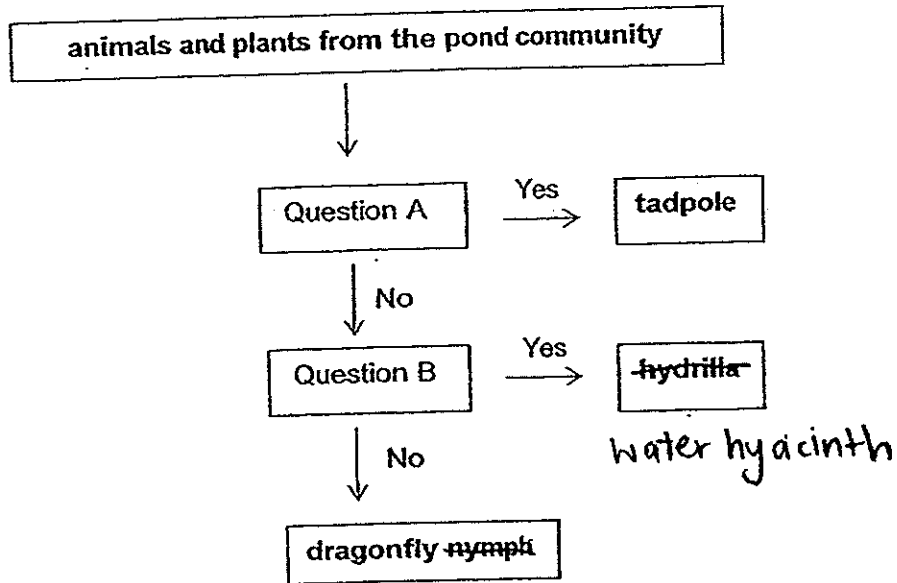 animals and plants from the pond community
Question A
Yes
tadpole
No
Question B
Yes
hydrilla
water hyacinth
No
dragonfly nymph